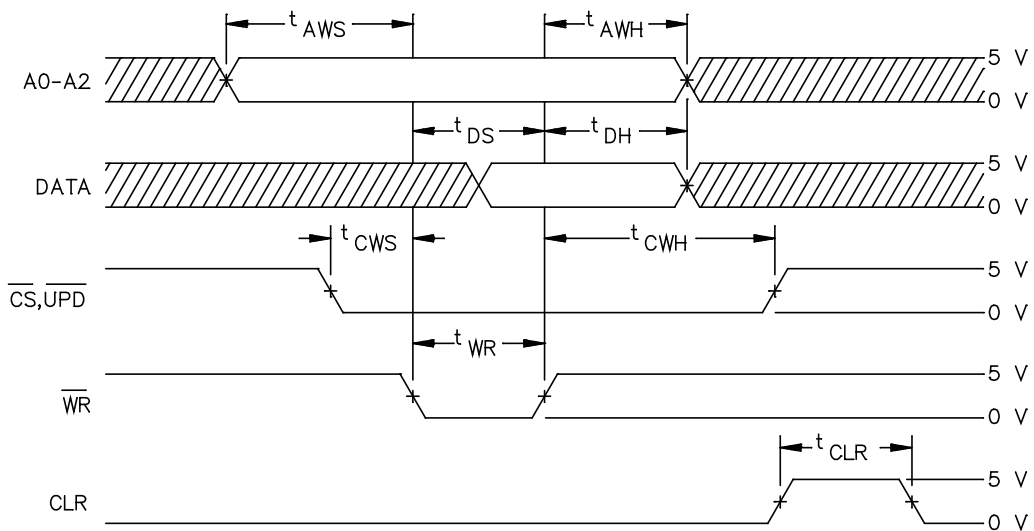 t AWS t AWH
5 V
A0-A2
0 V
t DS t DH
5 V
DATA
0 V
t CWS t CWH
5 V
CS,UPD
0 V
t WR
5 V
WR
0 V
t CLR
5 V
CLR
0 V